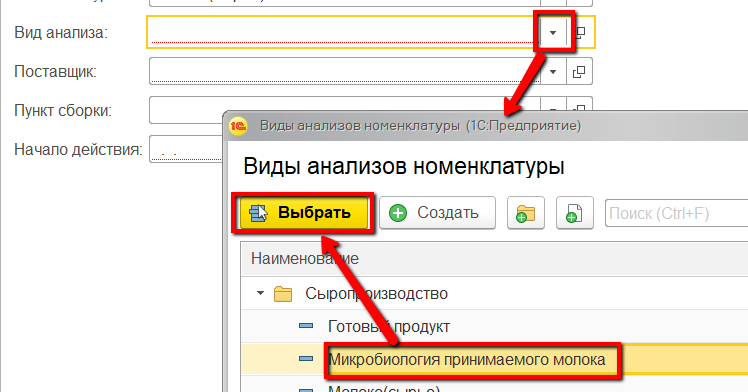 Вид анализа:
Поставщик:
Пункт сборки:
Начало действия: . .
1С Виды анализов номенклатуры (1С:Предприятие)
Виды анализов номенклатуры
Выбрать Создать Поиск (Ctrl+F)
Наименование
Сыропроизводство
Готовый продукт
Микробиология принимаемого молока
Молоко(сырье)